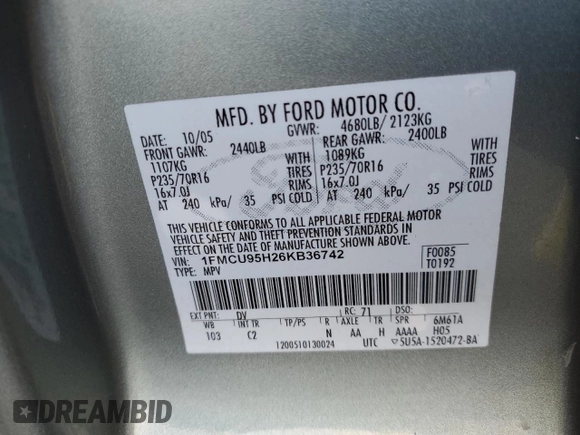 MFD. BY FORD MOTOR CO.
DATE: 10/05 GVWR: 4680LB/ 2123KG
FRONT GAWR: 2440LB REAR GAWR: 2400LB
1107KG WITH 1089KG WITH
P235/70R16 TIRES P235/70R16 TIRES
16x7.0J RIMS 16x7.0J RIMS
AT 240 kPa/ 35 PSI COLD AT 240 kPa/ 35 PSI COLD
Ford
THIS VEHICLE CONFORMS TO ALL APPLICABLE FEDERAL MOTOR
VEHICLE SAFETY AND THEFT PREVENTION STANDARDS IN
EFFECT ON THE DATE OF MANUFACTURE SHOWN ABOVE.
VIN: 1FMCU95H26KB36742 F0085
TYPE: MPV T0192
EXT PNT: DV RC: 71 DSO:
WB INT TR TP/PS R AXLE TR SPR 6M61A
103 C2 N AA H AAAA H05
1200510130024 UTC ▽5U5A-1520472-BA
DREAMBID